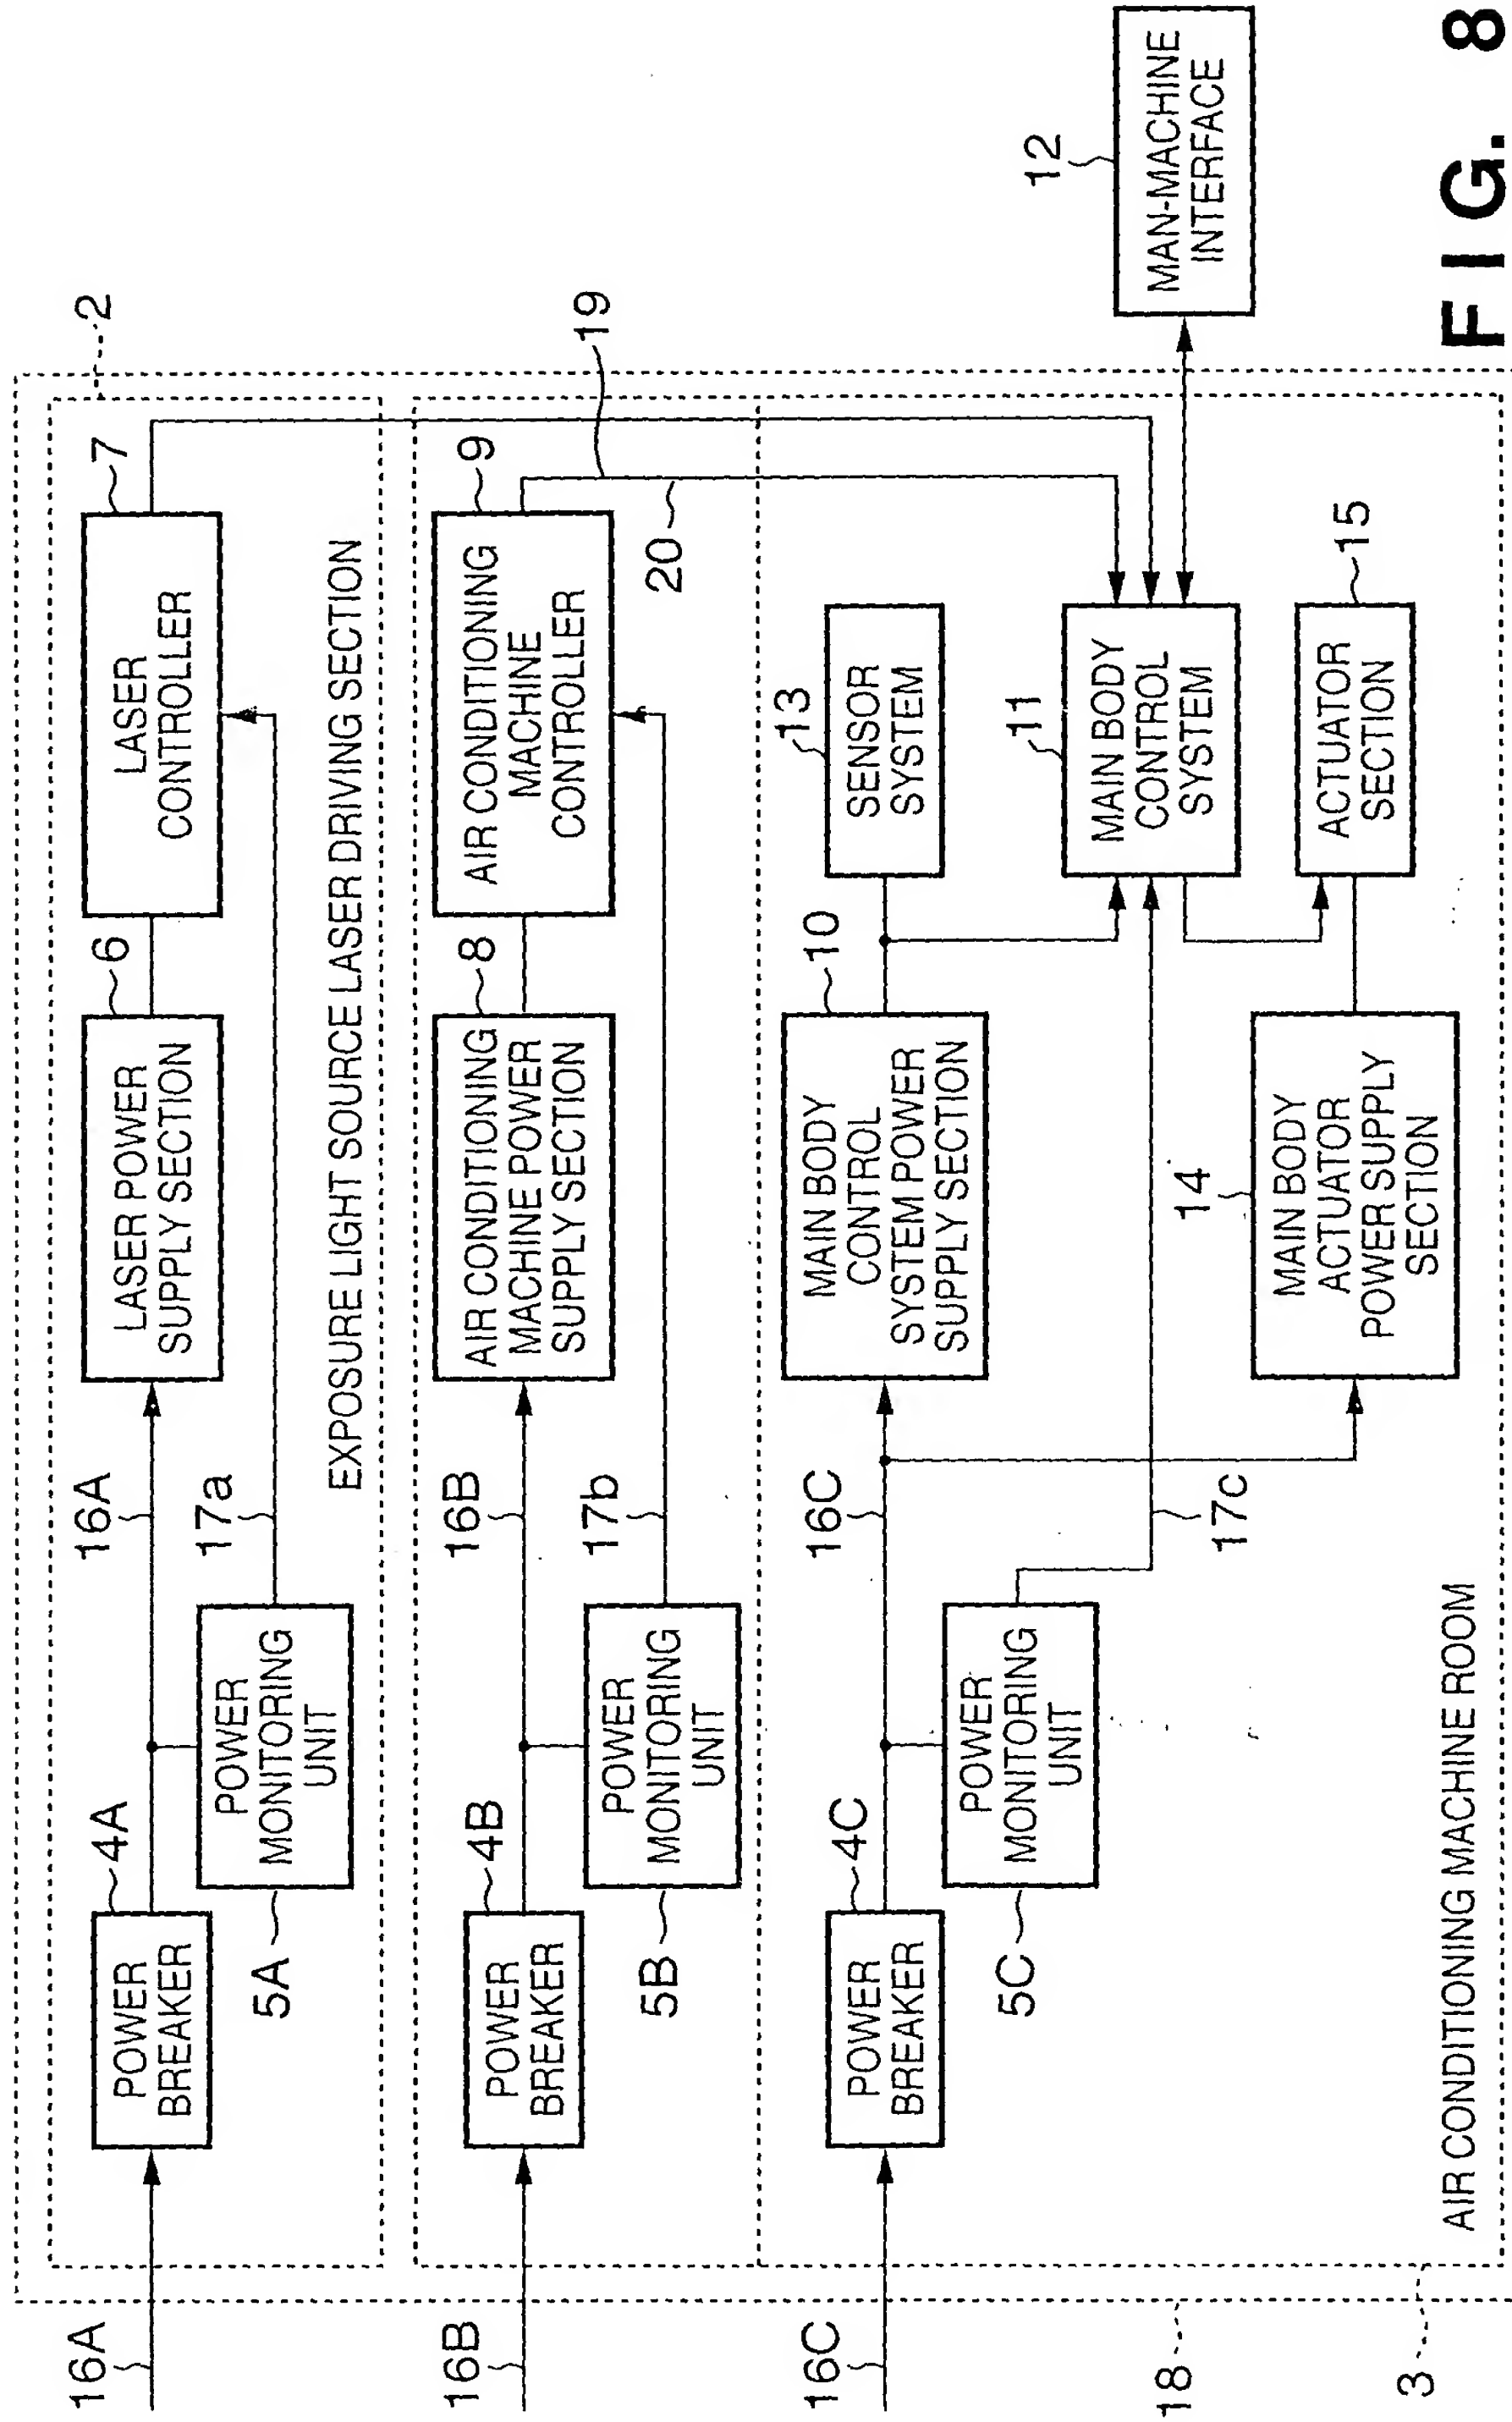 16A
POWER
BREAKER
4A
5A
POWER
MONITORING
UNIT
16A
17a
LASER POWER
SUPPLY SECTION
6
LASER
CONTROLLER
7
2
EXPOSURE LIGHT SOURCE LASER DRIVING SECTION
16B
POWER
BREAKER
4B
5B
POWER
MONITORING
UNIT
16B
17b
AIR CONDITIONING
MACHINE POWER
SUPPLY SECTION
8
AIR CONDITIONING
MACHINE
CONTROLLER
9
19
20
16C
POWER
BREAKER
4C
5C
POWER
MONITORING
UNIT
16C
17c
MAIN BODY
CONTROL
SYSTEM POWER
SUPPLY SECTION
10
SENSOR
SYSTEM
13
MAIN BODY
CONTROL
SYSTEM
11
MAN-MACHINE
INTERFACE
12
MAIN BODY
ACTUATOR
POWER SUPPLY
SECTION
14
ACTUATOR
SECTION
15
AIR CONDITIONING MACHINE ROOM
18
3
FIG. 8